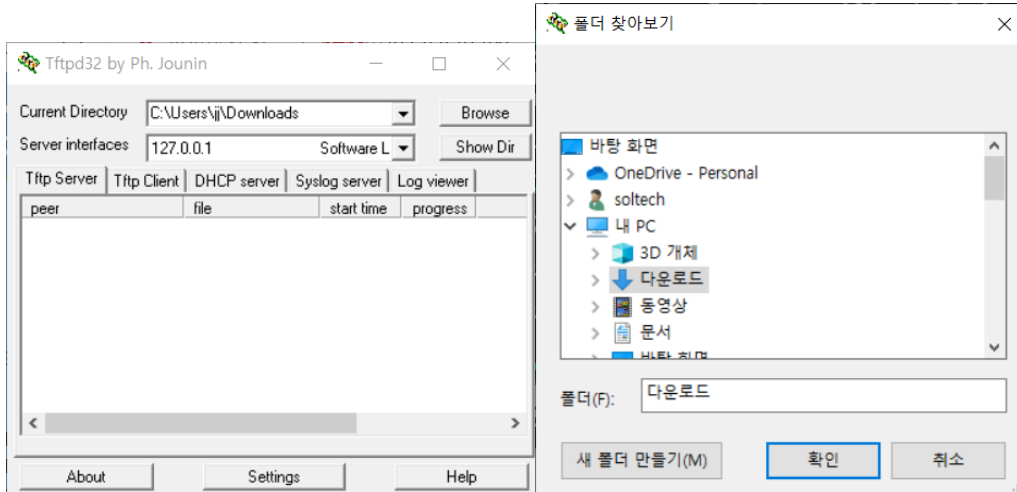 Tftpd32 by Ph. Jounin
Current Directory
C:\Users\jj\Downloads
Browse
Server interfaces
127.0.0.1 Software L
Show Dir
Tftp Server
Tftp Client
DHCP server
Syslog server
Log viewer
peer
file
start time
progress
About
Settings
Help
폴더 찾아보기
바탕 화면
OneDrive - Personal
soltech
내 PC
3D 개체
다운로드
동영상
문서
바탕 화면
폴더(F):
다운로드
새 폴더 만들기(M)
확인
취소